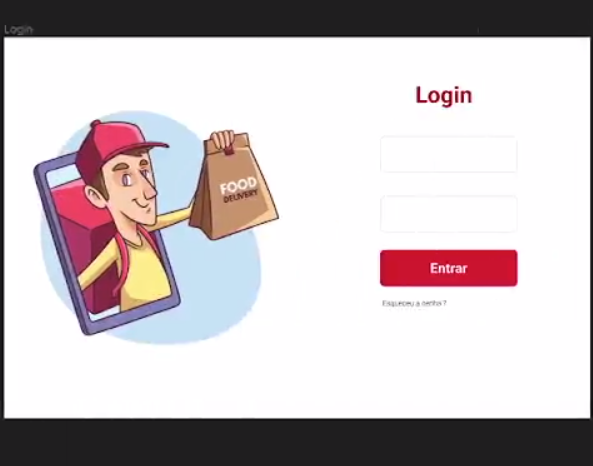 Login
Login
FOOD
DELIVERY
Entrar
Esqueceu a senha ?